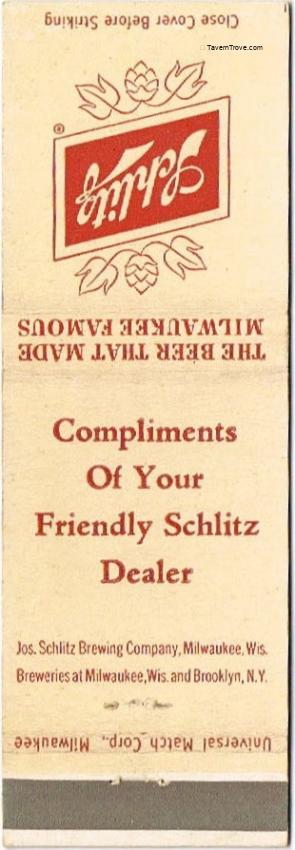 Close Cover Before Striking
© TavernTrove.com
®
Schlitz
THE BEER THAT MADE
MILWAUKEE FAMOUS
Compliments
Of Your
Friendly Schlitz
Dealer
Jos. Schlitz Brewing Company, Milwaukee, Wis.
Breweries at Milwaukee, Wis. and Brooklyn, N.Y.
Universal Match Corp., Milwaukee